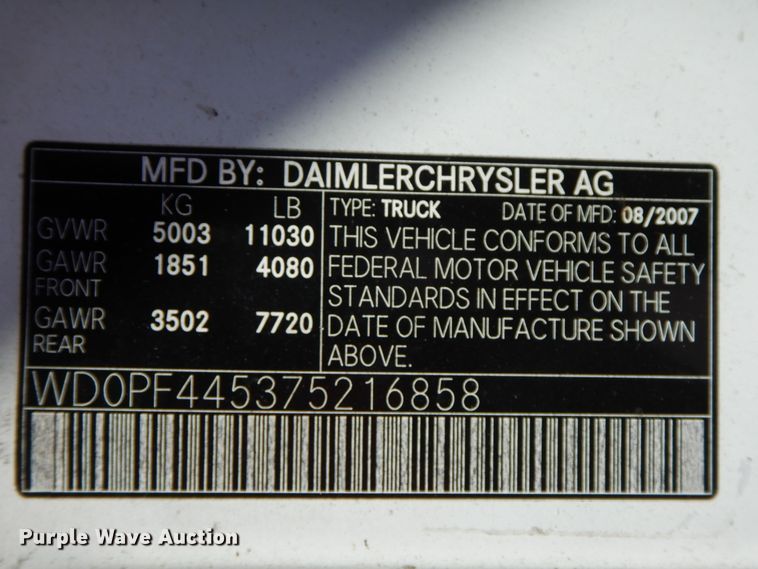 MFD BY: DAIMLERCHRYSLER AG
KG LB
GVWR 5003 11030
GAWR FRONT 1851 4080
GAWR REAR 3502 7720
TYPE: TRUCK DATE OF MFD: 08/2007
THIS VEHICLE CONFORMS TO ALL
FEDERAL MOTOR VEHICLE SAFETY
STANDARDS IN EFFECT ON THE
DATE OF MANUFACTURE SHOWN
ABOVE.
WD0PF445375216858
Purple Wave Auction